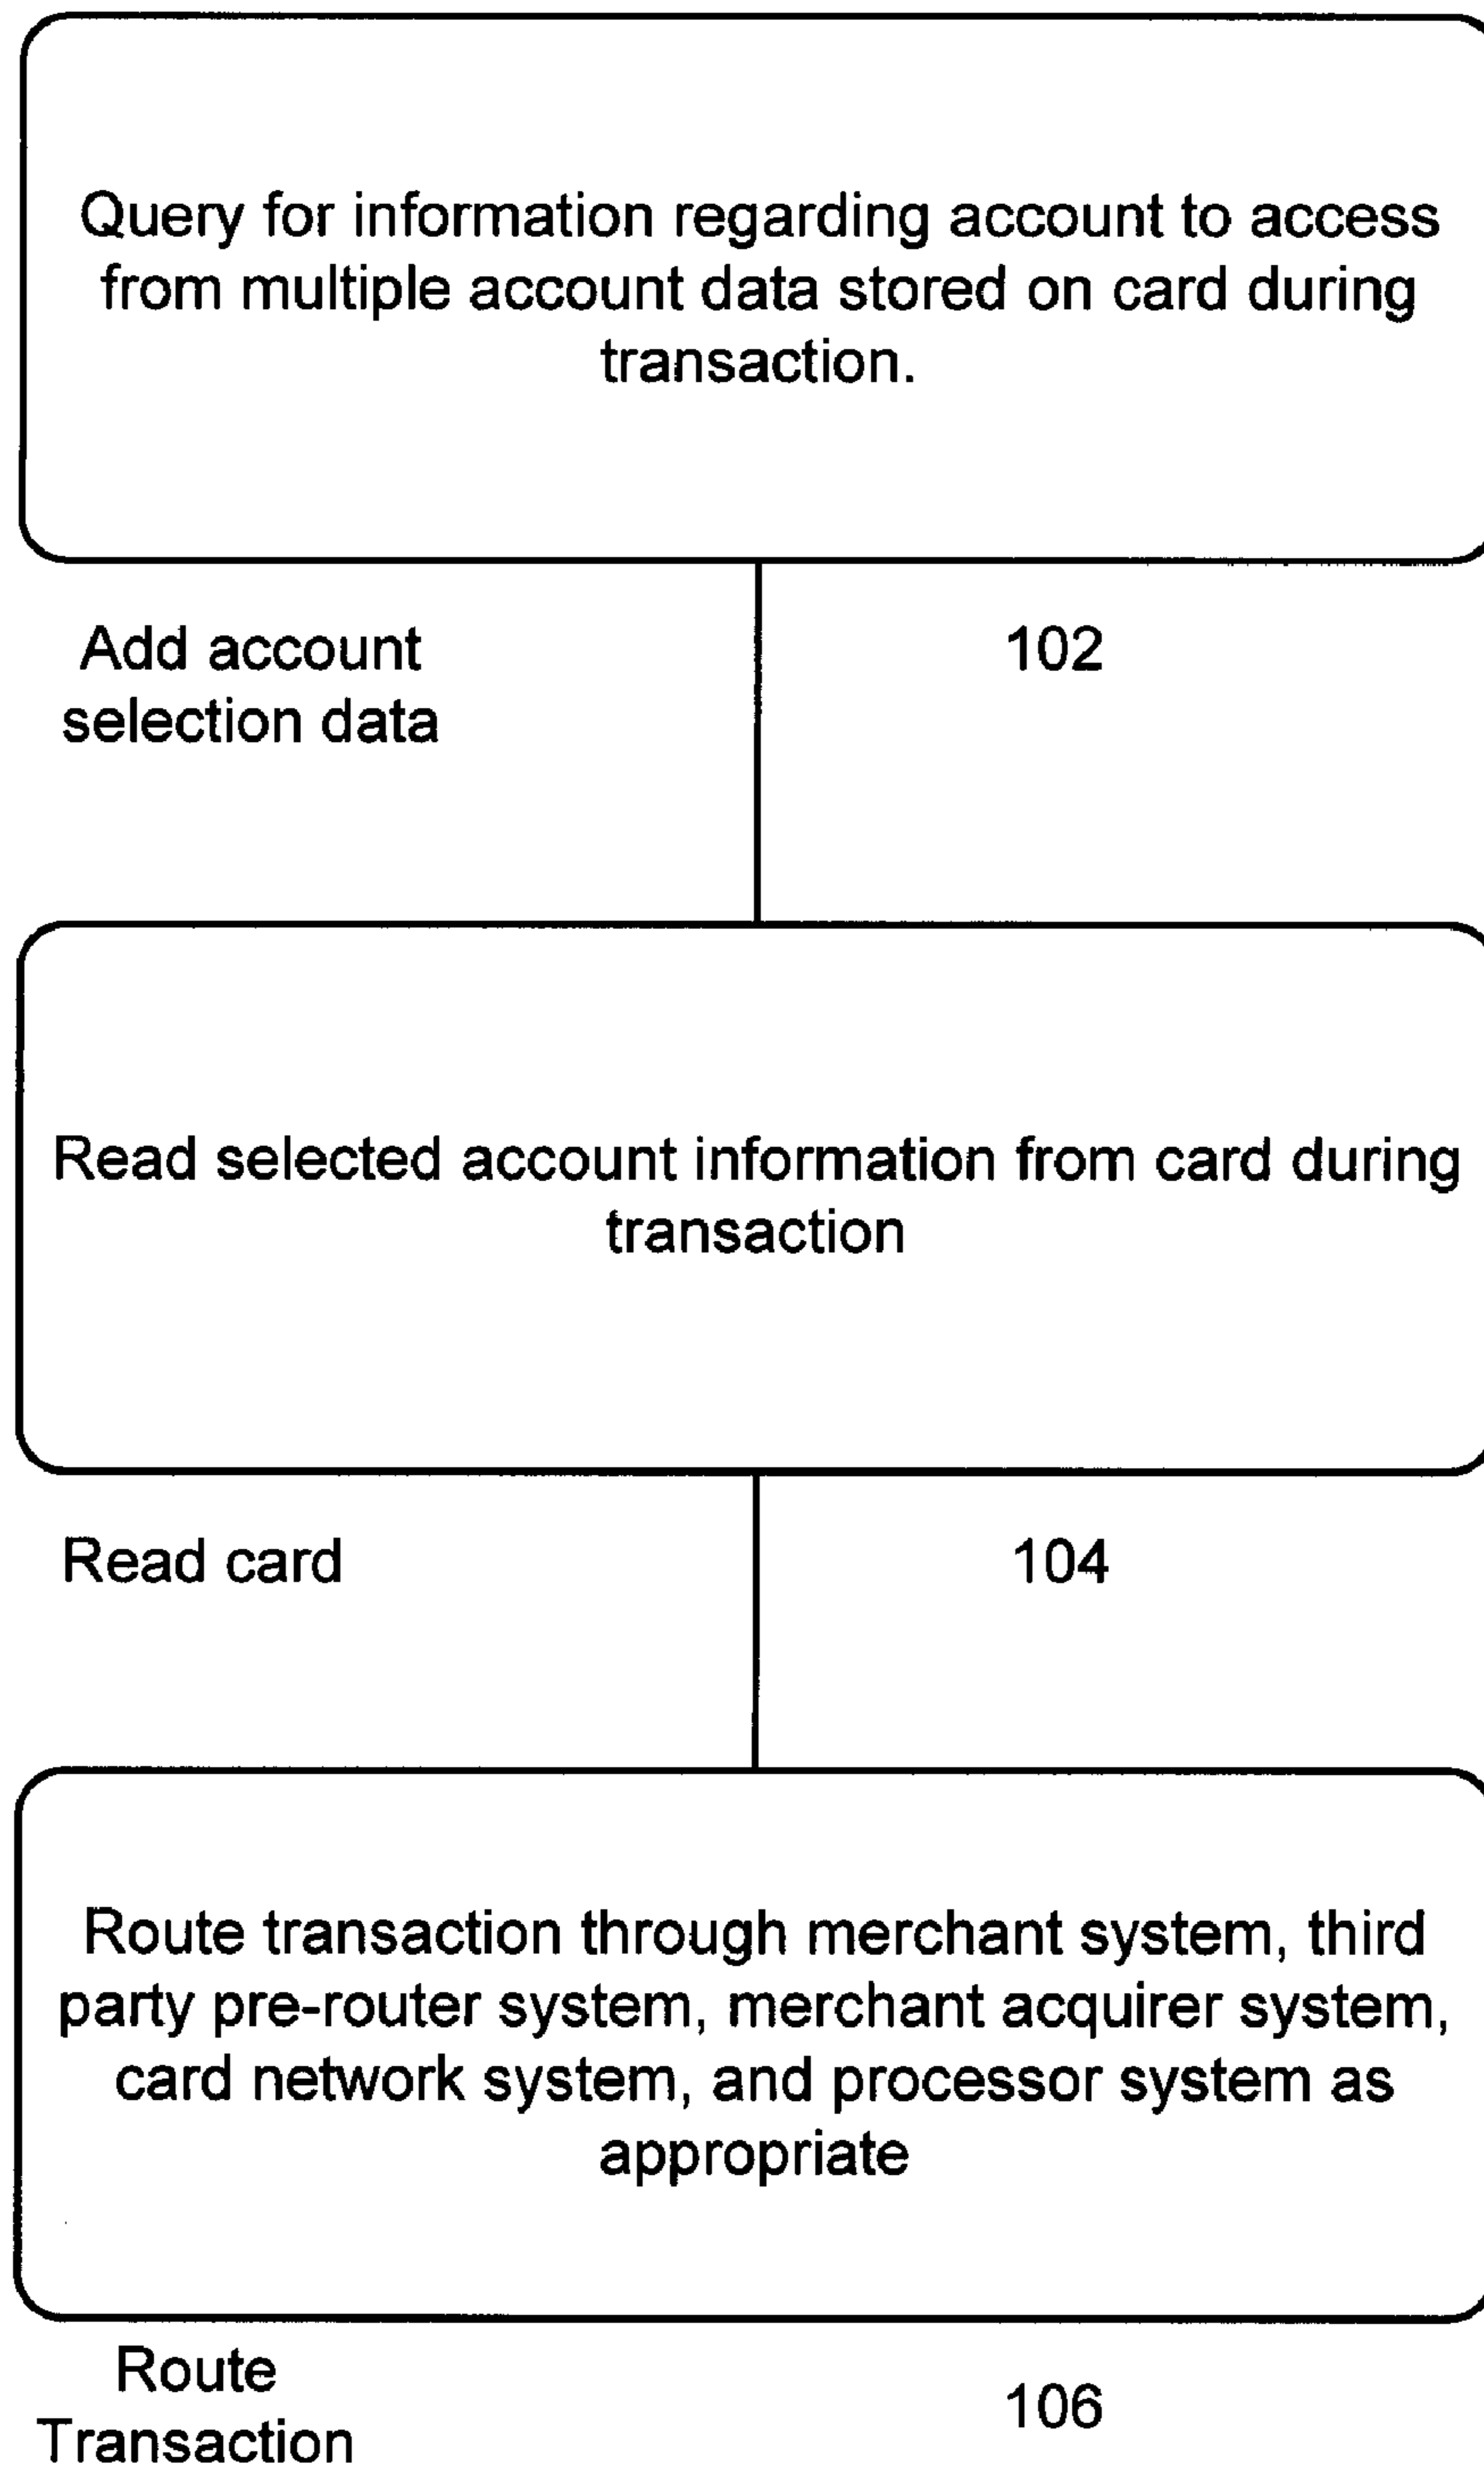 Query for information regarding account to access
from multiple account data stored on card during
transaction.
Add account
selection data
102
Read selected account information from card during
transaction
Read card
104
Route transaction through merchant system, third
party pre-router system, merchant acquirer system,
card network system, and processor system as
appropriate
Route
Transaction
106